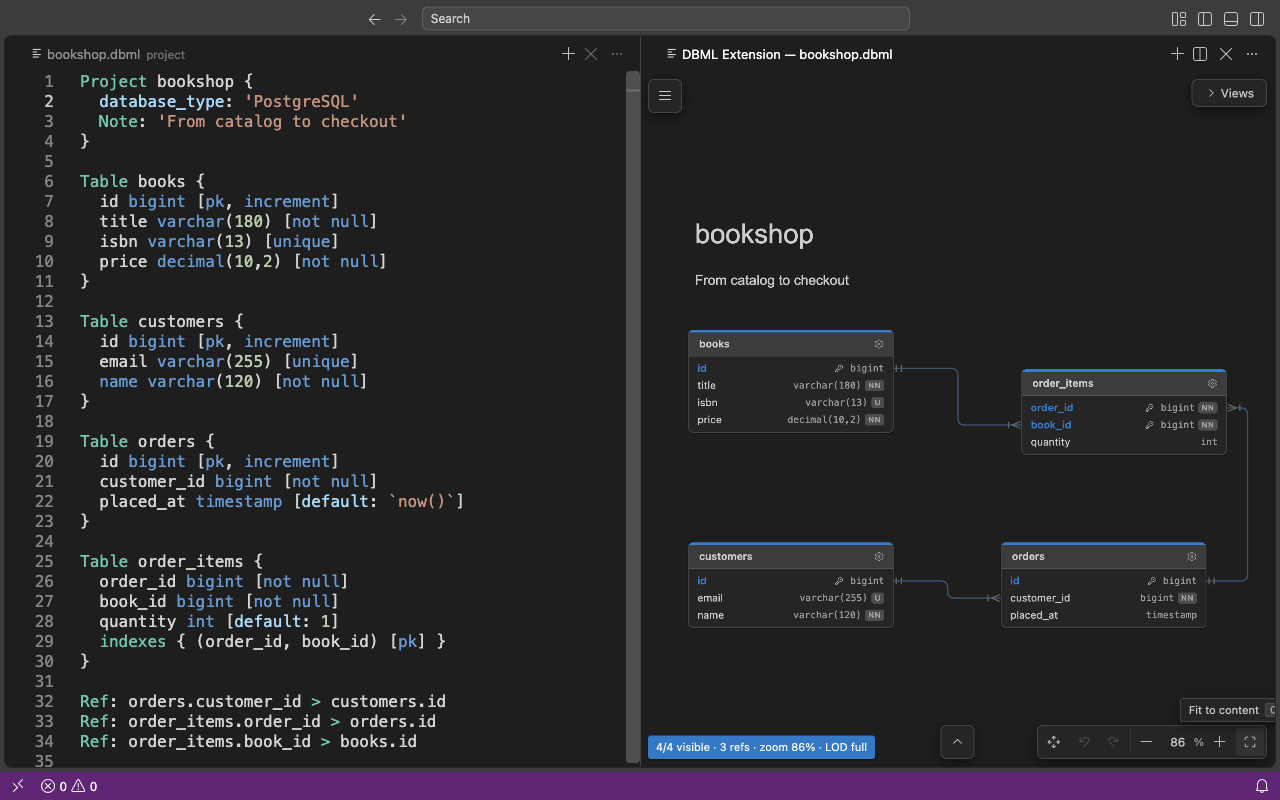 Search
bookshop.dbml project
1 Project bookshop {
2   database_type: 'PostgreSQL'
3   Note: 'From catalog to checkout'
4 }
5
6 Table books {
7   id bigint [pk, increment]
8   title varchar(180) [not null]
9   isbn varchar(13) [unique]
10   price decimal(10,2) [not null]
11 }
12
13 Table customers {
14   id bigint [pk, increment]
15   email varchar(255) [unique]
16   name varchar(120) [not null]
17 }
18
19 Table orders {
20   id bigint [pk, increment]
21   customer_id bigint [not null]
22   placed_at timestamp [default: `now()`]
23 }
24
25 Table order_items {
26   order_id bigint [not null]
27   book_id bigint [not null]
28   quantity int [default: 1]
29   indexes { (order_id, book_id) [pk] }
30 }
31
32 Ref: orders.customer_id > customers.id
33 Ref: order_items.order_id > orders.id
34 Ref: order_items.book_id > books.id
35
DBML Extension — bookshop.dbml
Views
bookshop
From catalog to checkout
books
id bigint
title varchar(180) NN
isbn varchar(13) U
price decimal(10,2) NN
order_items
order_id bigint NN
book_id bigint NN
quantity int
customers
id bigint
email varchar(255) U
name varchar(120) NN
orders
id bigint
customer_id bigint NN
placed_at timestamp
Fit to content
4/4 visible · 3 refs · zoom 86% · LOD full
86 %
0 0